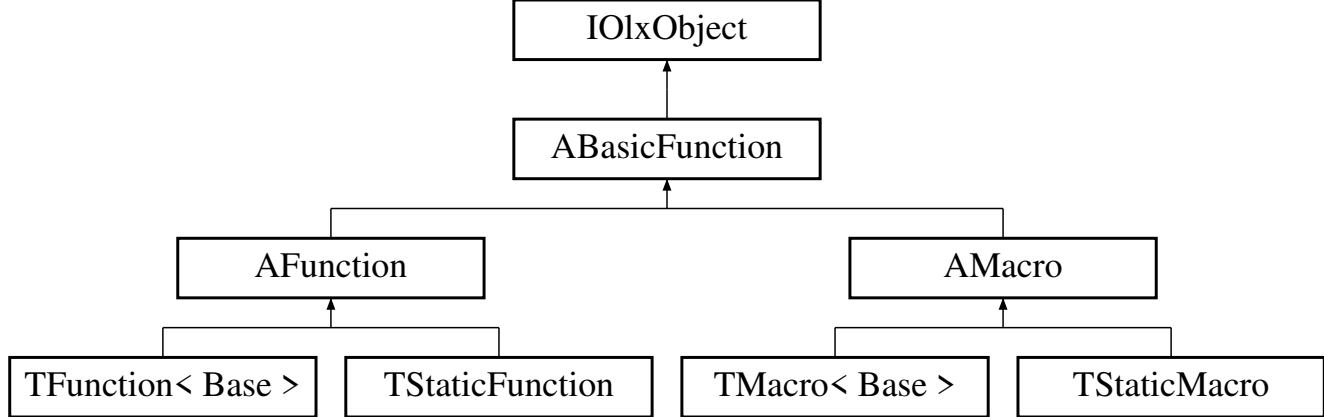 IOlxObject
ABasicFunction
AFunction
AMacro
TFunction< Base >
TStaticFunction
TMacro< Base >
TStaticMacro